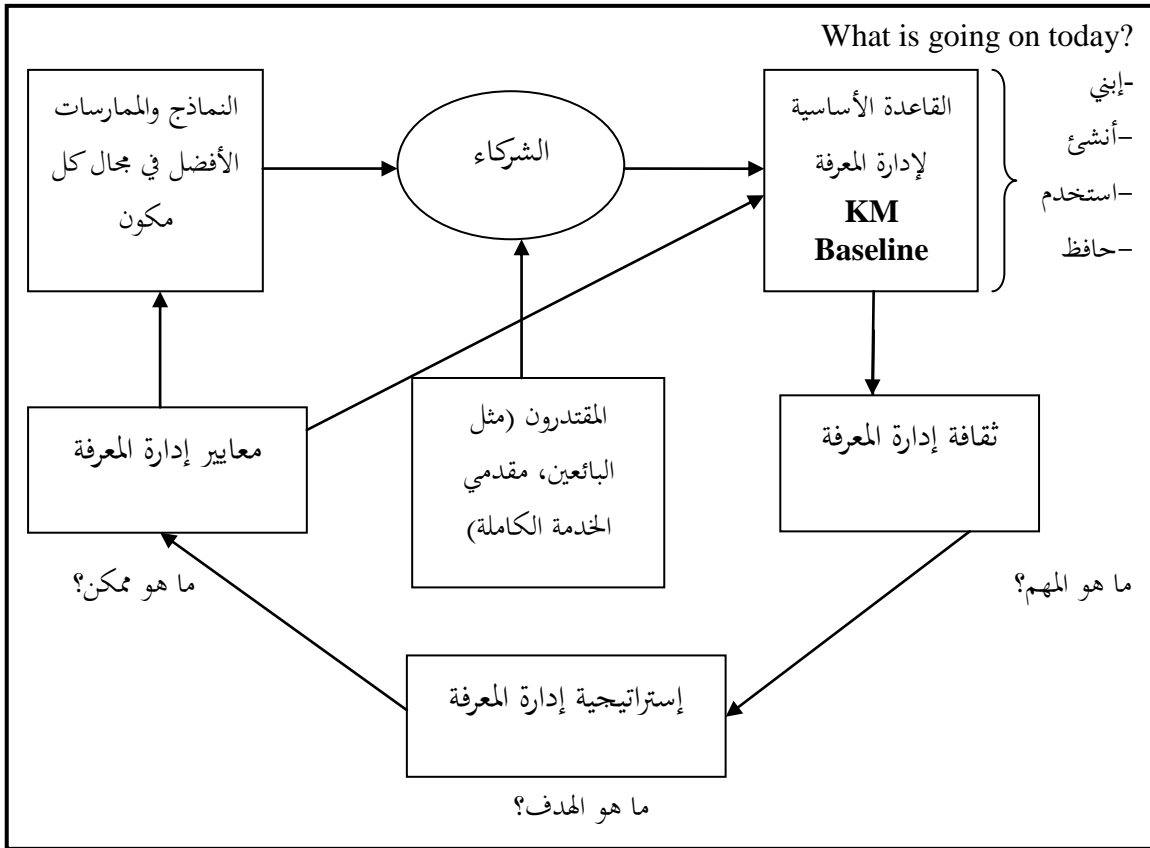 What is going on today?
-إبني
-أنشئ
-استخدم
-حافظ
القاعدة الأساسية
لإدارة المعرفة
KM
Baseline
الشركاء
النماذج والممارسات
الأفضل في مجال كل
مكون
ثقافة إدارة المعرفة
المقتدرون (مثل
البائعين، مقدمي
الخدمة الكاملة)
معايير إدارة المعرفة
ما هو المهم؟
ما هو ممكن؟
إستراتيجية إدارة المعرفة
ما هو الهدف؟